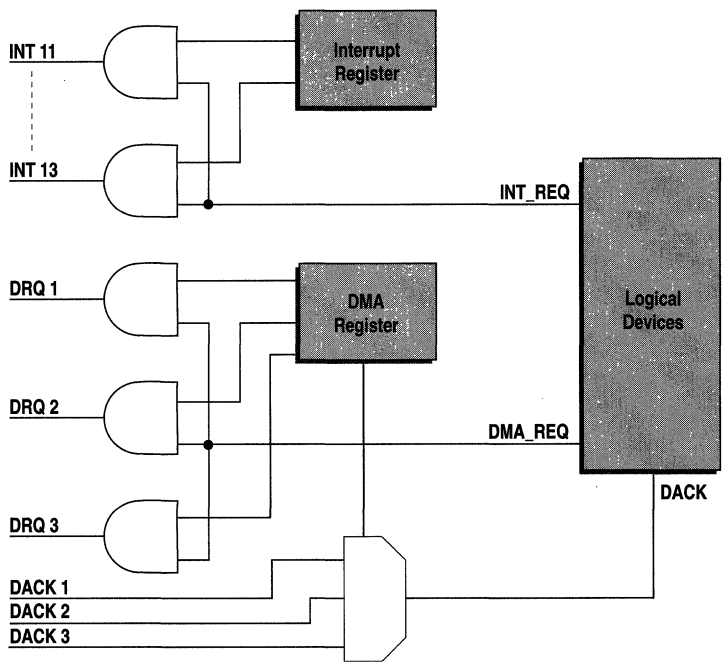 INT 11
Interrupt
Register
INT 13
INT_REQ
DRQ 1
DMA
Register
Logical
Devices
DRQ 2
DMA_REQ
DACK
DRQ 3
DACK 1
DACK 2
DACK 3